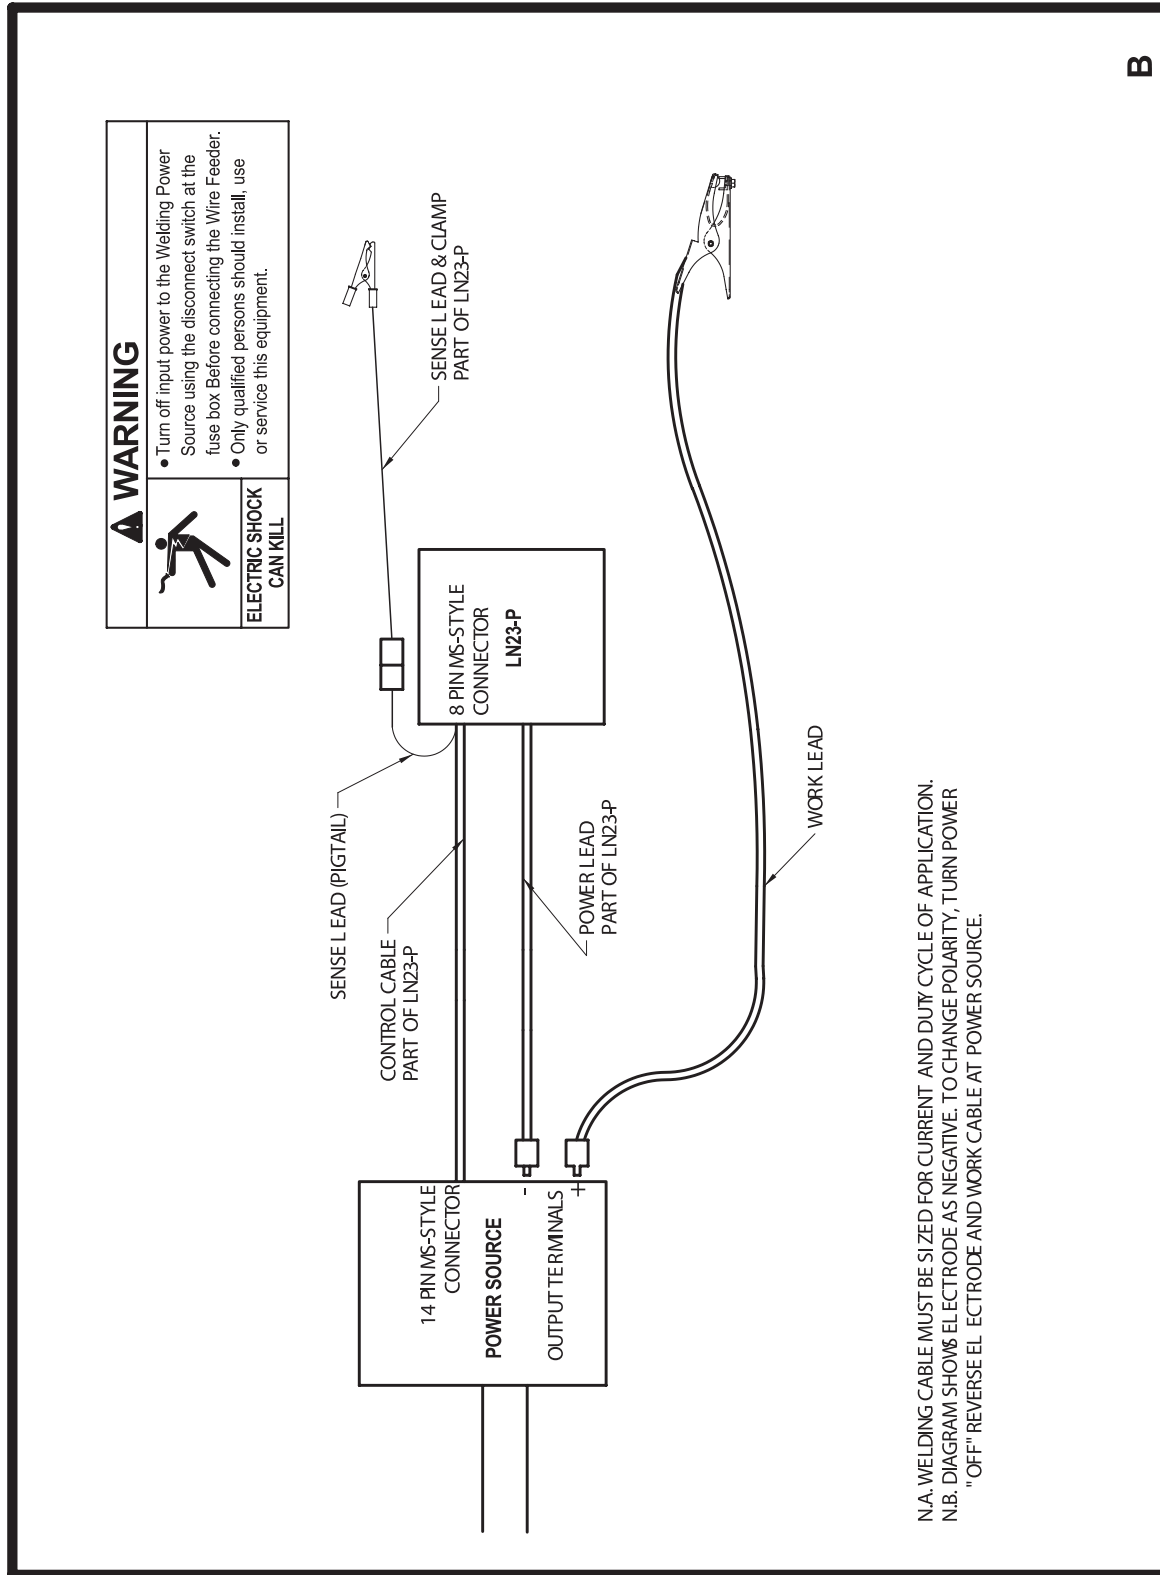 WARNING
ELECTRIC SHOCK
CAN KILL
• Turn off input power to the Welding Power
Source using the disconnect switch at the
fuse box Before connecting the Wire Feeder.
• Only qualified persons should install, use
or service this equipment.
SENSE LEAD & CLAMP
PART OF LN23-P
SENSE LEAD (PIGTAIL)
CONTROL CABLE
PART OF LN23-P
8 PIN MS-STYLE
CONNECTOR
LN23-P
14 PIN MS-STYLE
CONNECTOR
POWER SOURCE
OUTPUT TERMINALS
-
+
POWER LEAD
PART OF LN23-P
WORK LEAD
N.A. WELDING CABLE MUST BE SIZED FOR CURRENT AND DUTY CYCLE OF APPLICATION.
N.B. DIAGRAM SHOWS ELECTRODE AS NEGATIVE. TO CHANGE POLARITY, TURN POWER
"OFF" REVERSE ELECTRODE AND WORK CABLE AT POWER SOURCE.
B